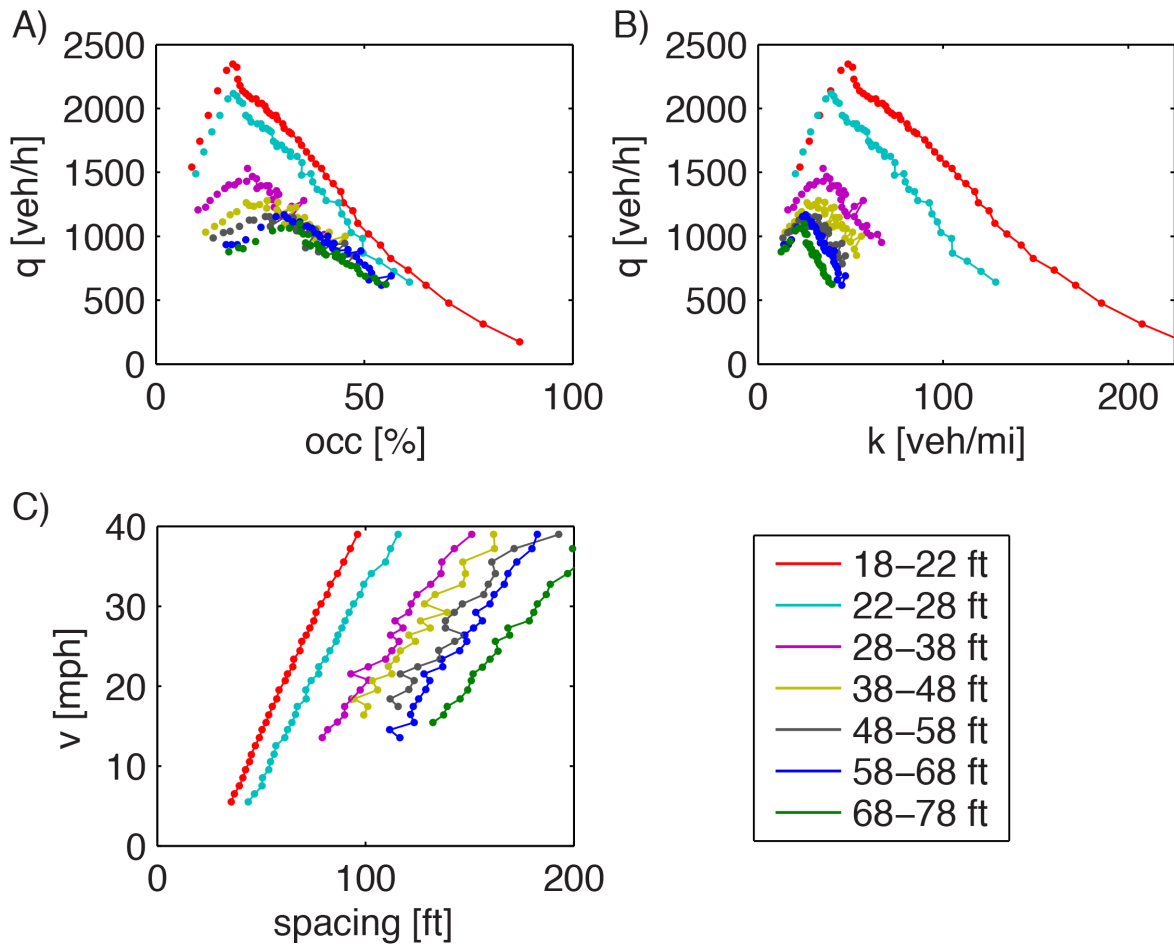 A)
2500
2000
1500
1000
500
0
q [veh/h]
0 50 100
occ [%]
B)
2500
2000
1500
1000
500
0
q [veh/h]
0 100 200
k [veh/mi]
C)
40
30
20
10
0
v [mph]
0 100 200
spacing [ft]
18−22 ft
22−28 ft
28−38 ft
38−48 ft
48−58 ft
58−68 ft
68−78 ft